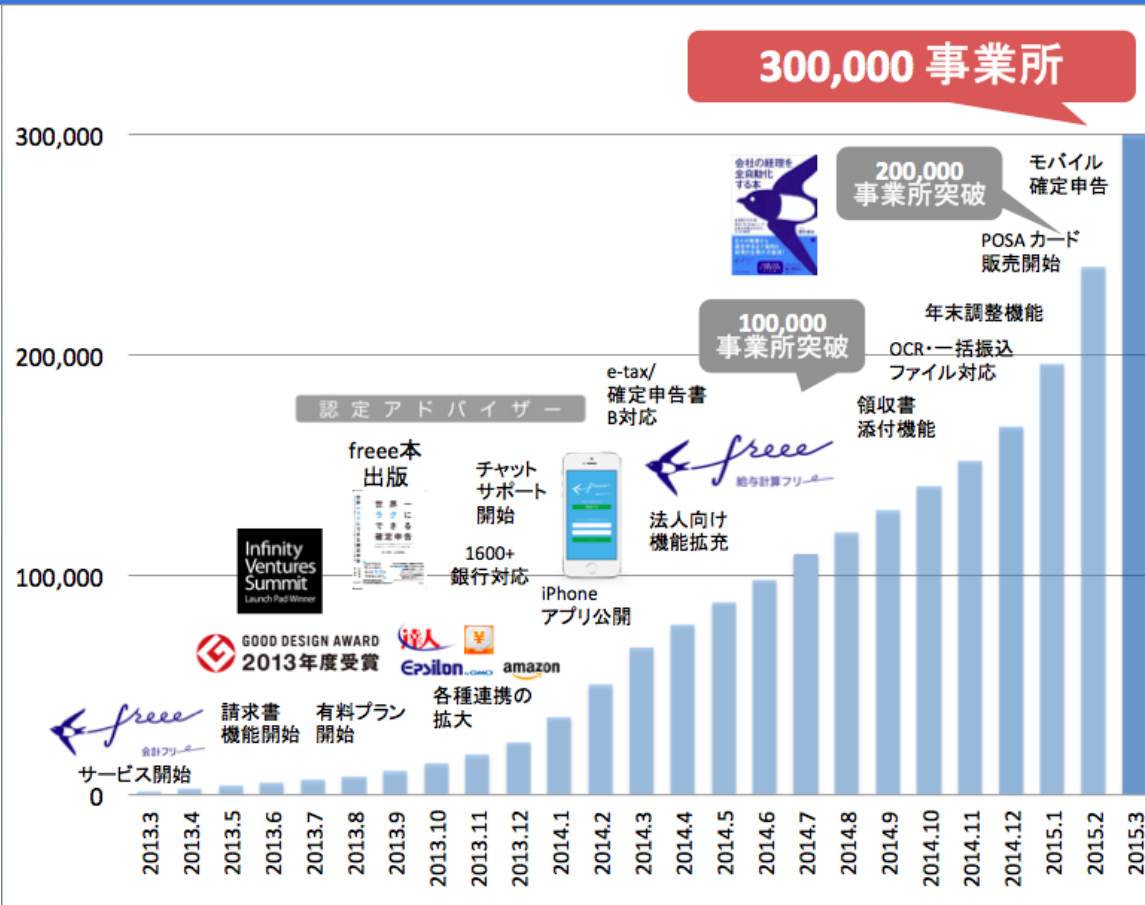 300,000 事業所
300,000
200,000
100,000
0
会社の経理を
全自動化
する本
200,000
事業所突破
モバイル
確定申告
POSA カード
販売開始
100,000
事業所突破
年末調整機能
OCR・一括振込
ファイル対応
e-tax/
確定申告書
B対応
領収書
添付機能
認定アドバイザー
freee
給与計算フリー
法人向け
機能拡充
freee本
出版
世界一
ラクに
できる
確定申告
チャット
サポート
開始
1600+
銀行対応
iPhone
アプリ公開
Infinity
Ventures
Summit
Launch Pad Winner
GOOD DESIGN AWARD
2013年度受賞
達人
¥
Epsilon by GMO
amazon
各種連携の
拡大
freee
会計フリー
サービス開始
請求書
機能開始
有料プラン
開始
2013.3
2013.4
2013.5
2013.6
2013.7
2013.8
2013.9
2013.10
2013.11
2013.12
2014.1
2014.2
2014.3
2014.4
2014.5
2014.6
2014.7
2014.8
2014.9
2014.10
2014.11
2014.12
2015.1
2015.2
2015.3